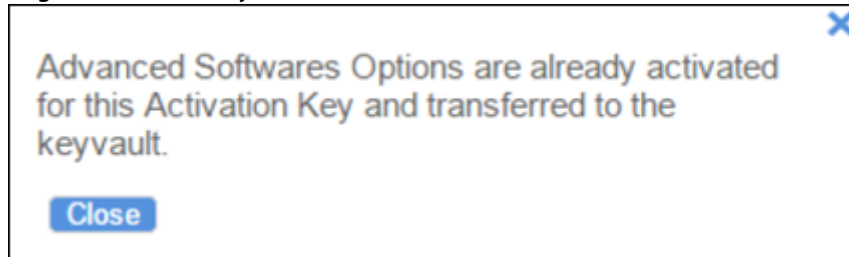 Advanced Softwares Options are already activated
for this Activation Key and transferred to the
keyvault.
Close